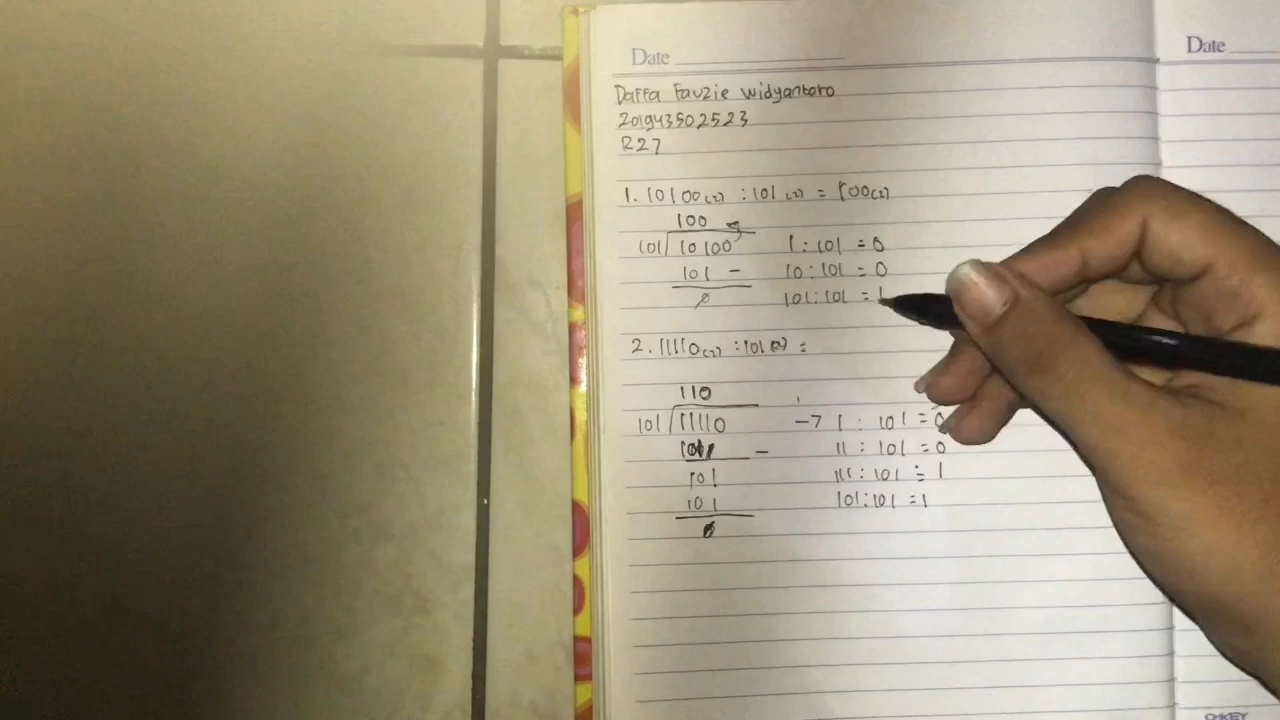 Date
Date
Daffa Fauzie Widyantoro
201943502523
R27
1. 10100(2) : 101(2) = 100(2)
100
101 10100 1 : 101 = 0
101 - 10 : 101 = 0
0 101 : 101 = 1
2. 11110(2) : 101(2) =
110
101 11110 → 1 : 101 = 0
101 - 11 : 101 = 0
101 111 : 101 = 1
101 101 : 101 = 1
0